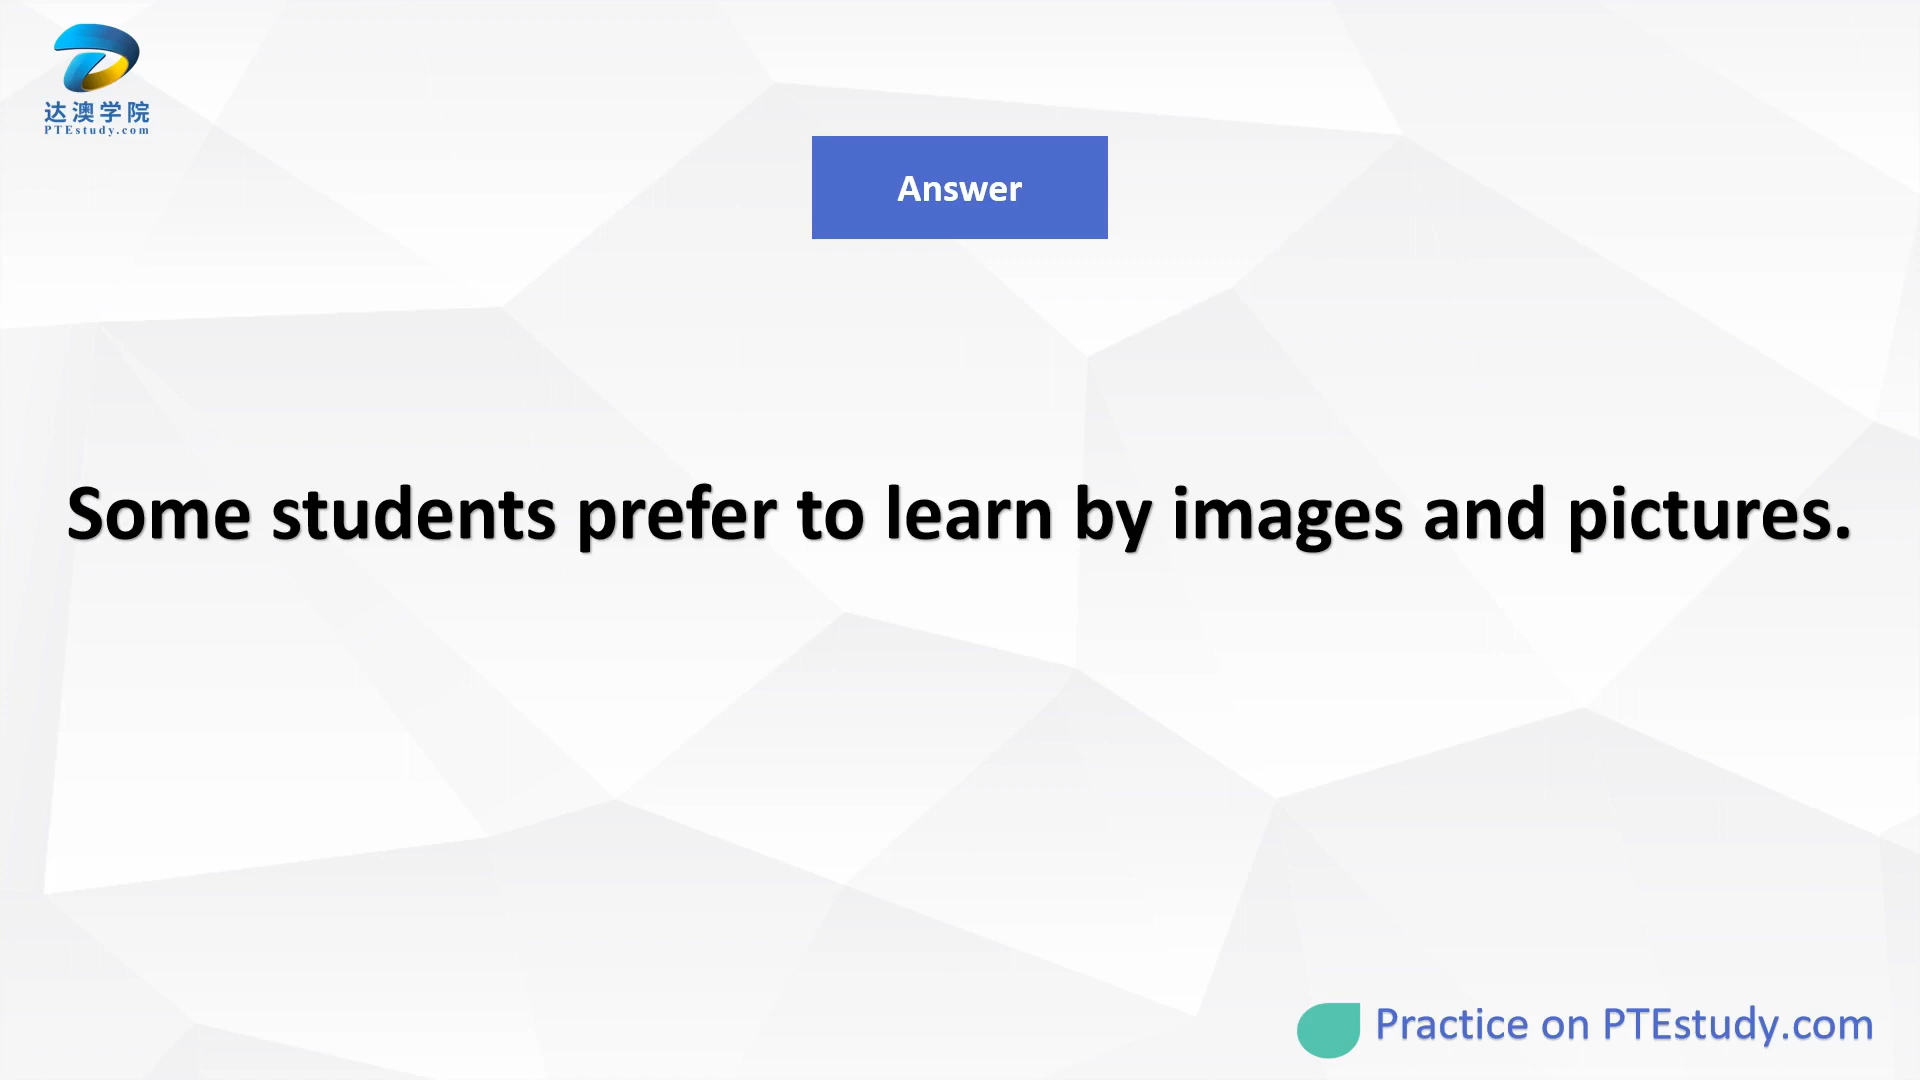 达澳学院
PTEstudy.com
Answer
Some students prefer to learn by images and pictures.
Practice on PTEstudy.com